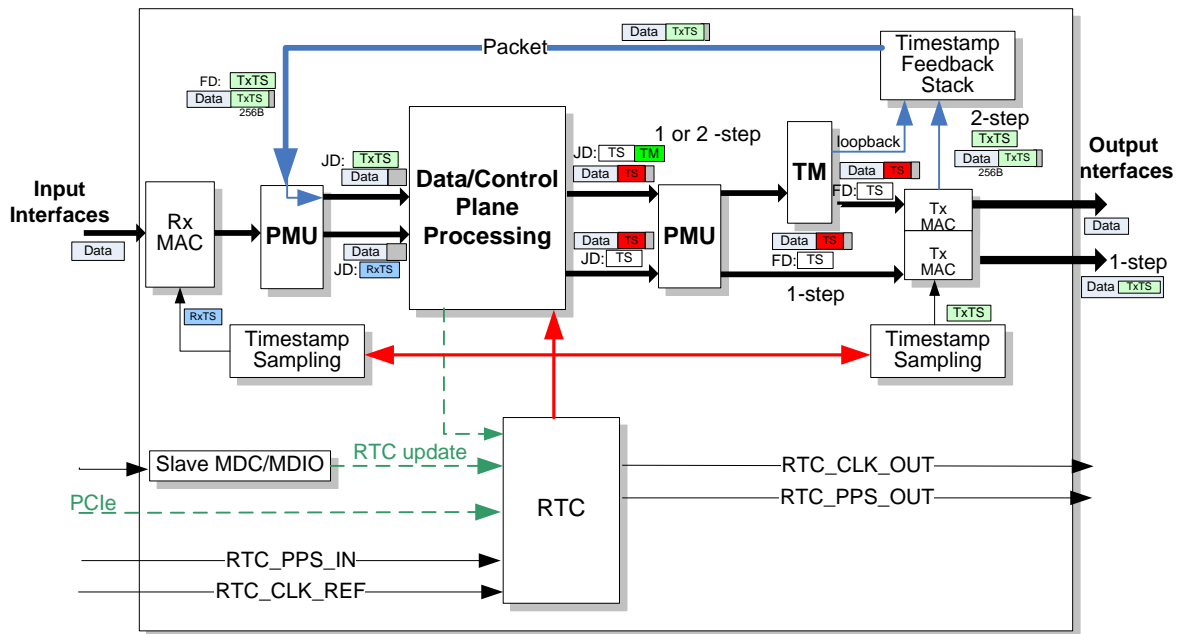 Data TxTS
Packet
Timestamp
Feedback
Stack
FD: TxTS
Data TxTS
256B
2-step
TxTS
Data TxTS
256B
1 or 2 -step
loopback
JD: TxTS
Data
JD: TS TM
Data TS
TM
Data TS
FD: TS
Output
nterfaces
Input
Interfaces
Data
Rx
MAC
PMU
Data/Control
Plane
Processing
PMU
Tx
MAC
Tx
MAC
Data
Data
JD: RxTS
Data TS
JD: TS
Data TS
FD: TS
1-step
1-step
Data TxTS
RxTS
TxTS
Timestamp
Sampling
Timestamp
Sampling
Slave MDC/MDIO
RTC update
PCIe
RTC
RTC_CLK_OUT
RTC_PPS_OUT
RTC_PPS_IN
RTC_CLK_REF